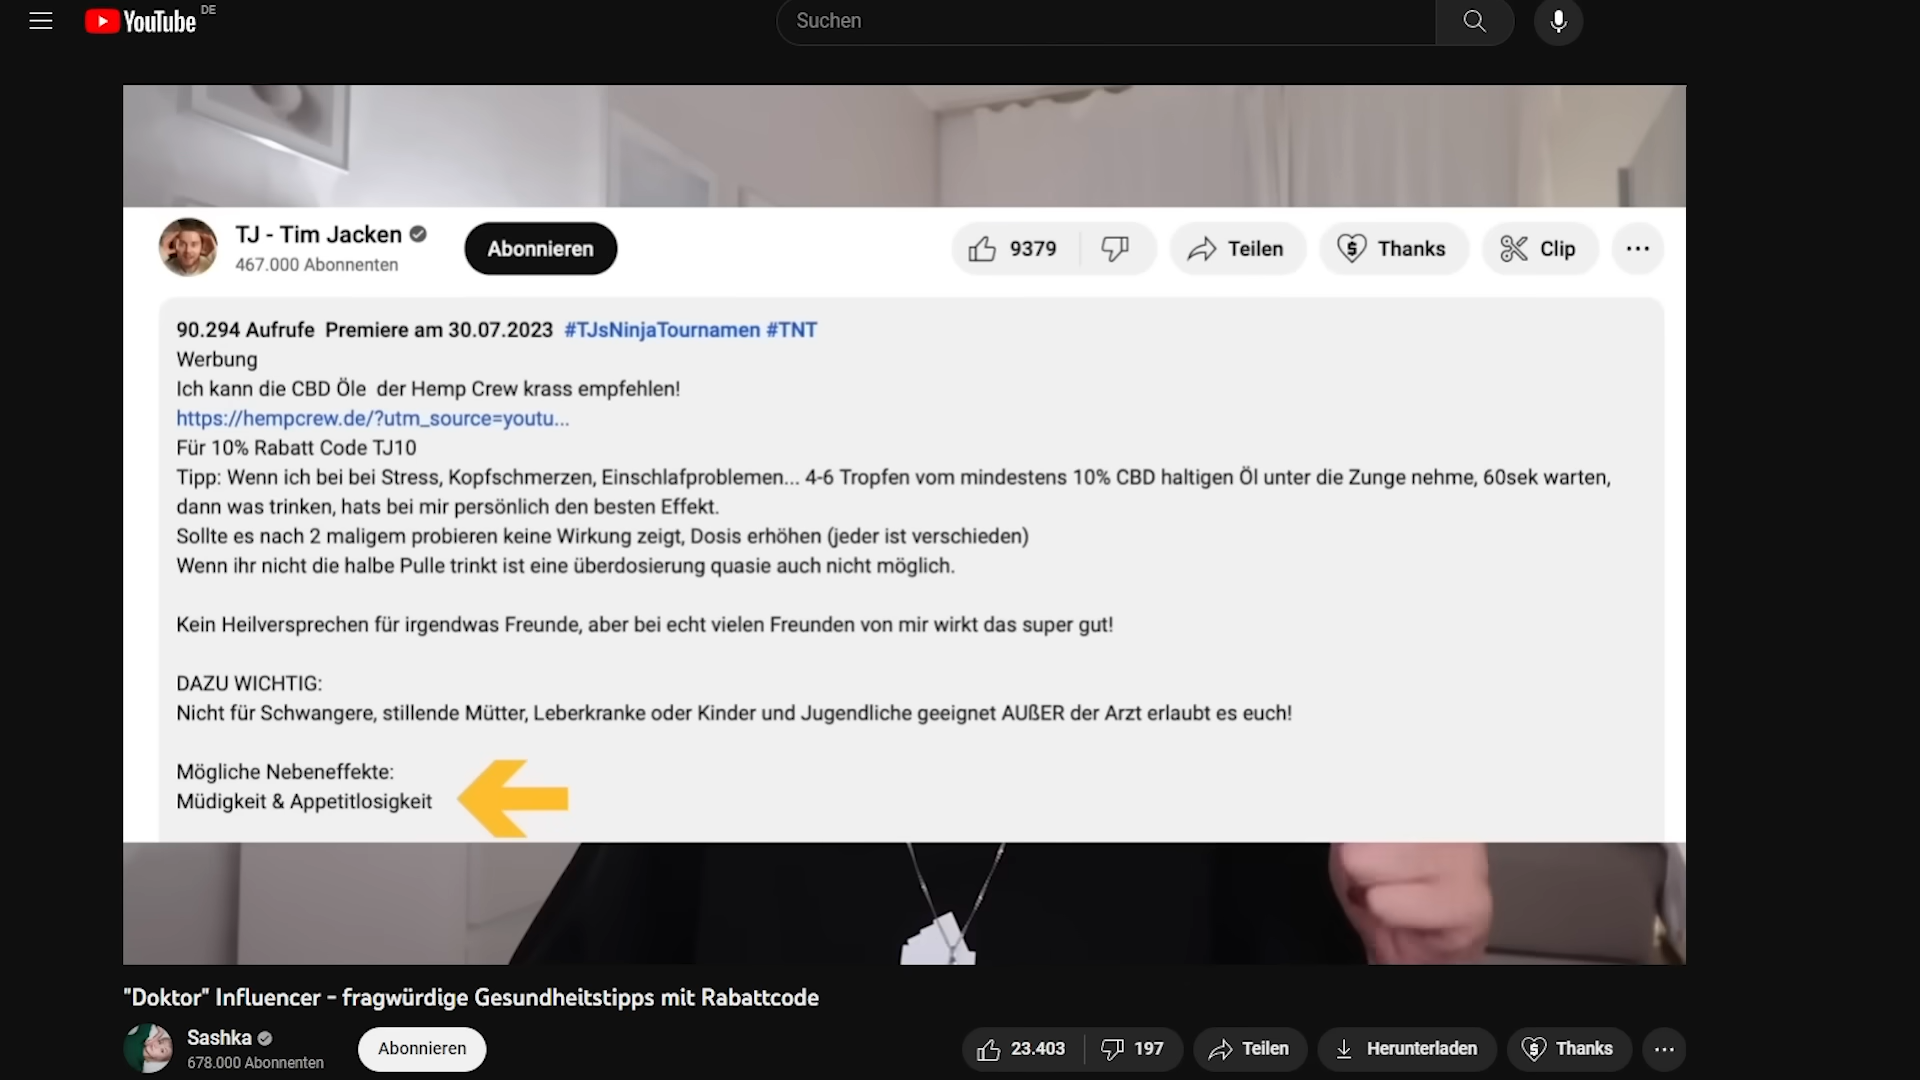 YouTube DE
Suchen
TJ - Tim Jacken
467.000 Abonnenten
Abonnieren
9379
Teilen
Thanks
Clip
90.294 Aufrufe  Premiere am 30.07.2023  #TJsNinjaTournamen #TNT
Werbung
Ich kann die CBD Öle  der Hemp Crew krass empfehlen!
https://hempcrew.de/?utm_source=youtu...
Für 10% Rabatt Code TJ10
Tipp: Wenn ich bei bei Stress, Kopfschmerzen, Einschlafproblemen... 4-6 Tropfen vom mindestens 10% CBD haltigen Öl unter die Zunge nehme, 60sek warten,
dann was trinken, hats bei mir persönlich den besten Effekt.
Sollte es nach 2 maligem probieren keine Wirkung zeigt, Dosis erhöhen (jeder ist verschieden)
Wenn ihr nicht die halbe Pulle trinkt ist eine überdosierung quasie auch nicht möglich.
Kein Heilversprechen für irgendwas Freunde, aber bei echt vielen Freunden von mir wirkt das super gut!
DAZU WICHTIG:
Nicht für Schwangere, stillende Mütter, Leberkranke oder Kinder und Jugendliche geeignet AUßER der Arzt erlaubt es euch!
Mögliche Nebeneffekte:
Müdigkeit & Appetitlosigkeit
"Doktor" Influencer - fragwürdige Gesundheitstipps mit Rabattcode
Sashka
678.000 Abonnenten
Abonnieren
23.403
197
Teilen
Herunterladen
Thanks